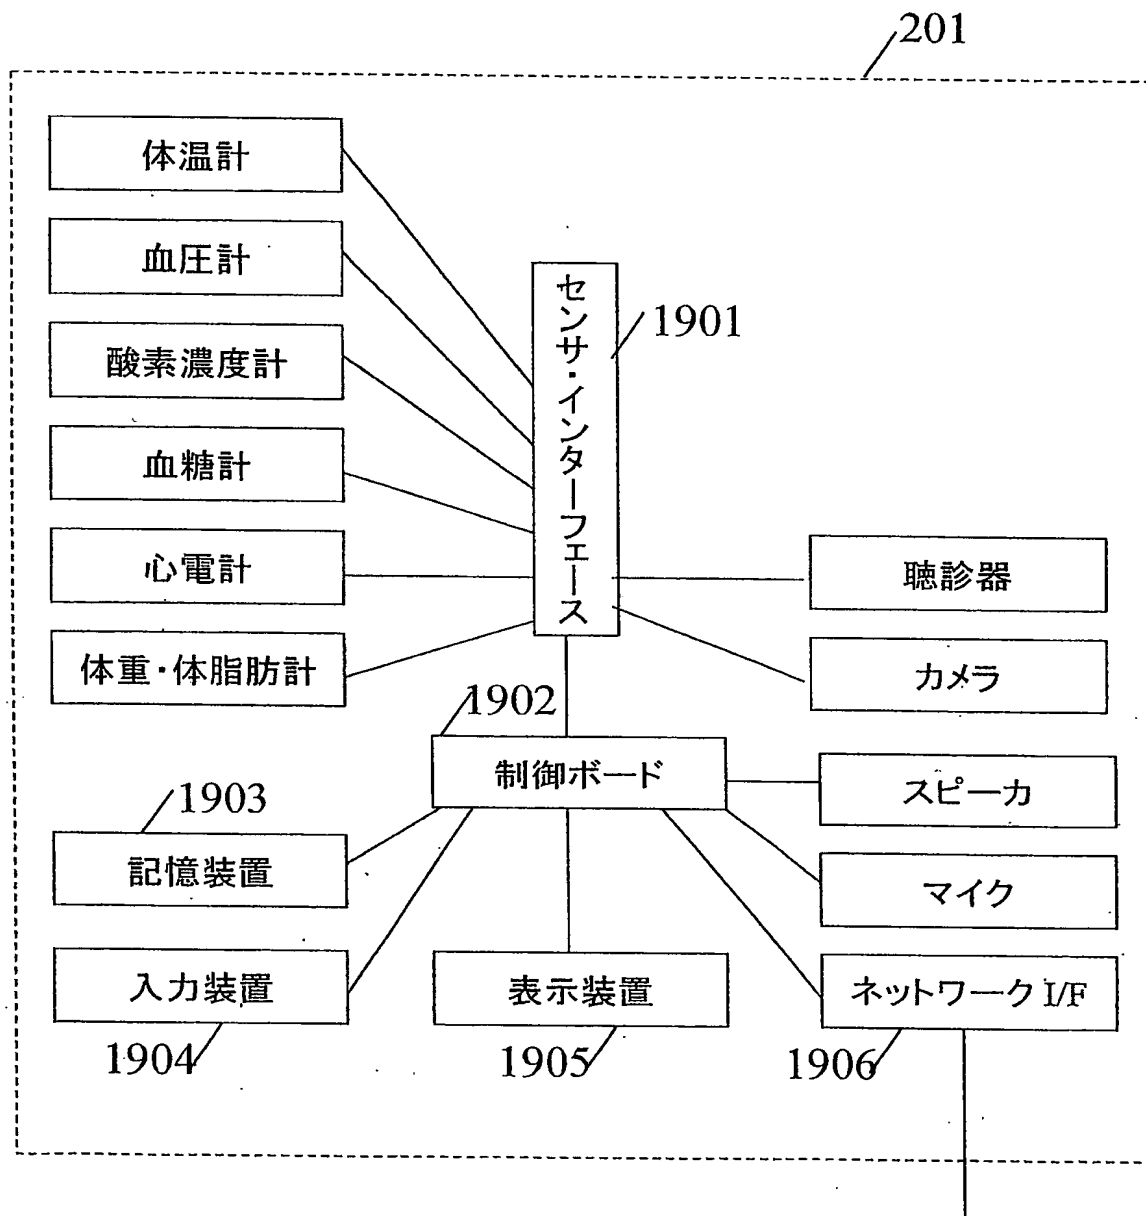 201
体温計
血圧計
酸素濃度計
血糖計
心電計
体重・体脂肪計
センサ・インターフェース
1901
聴診器
カメラ
1902
制御ボード
スピーカ
マイク
1903
記憶装置
入力装置
1904
表示装置
1905
ネットワーク I/F
1906